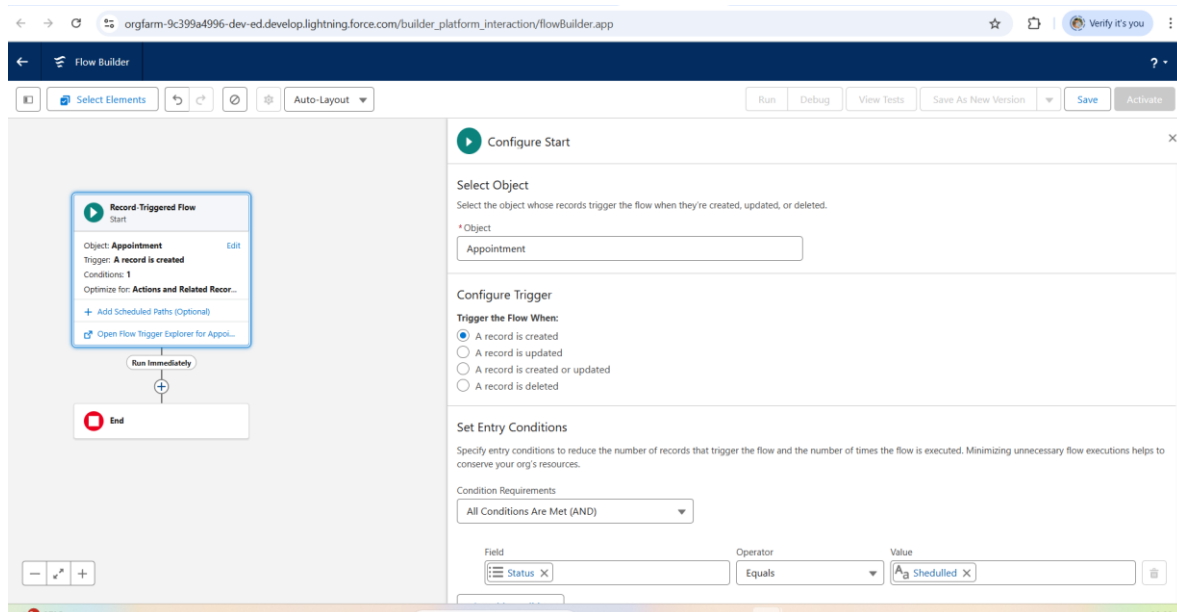 orgfarm-9c399a4996-dev-ed.develop.lightning.force.com/builder_platform_interaction/flowBuilder.app
Verify it's you
Flow Builder
?
Select Elements
Auto-Layout
Run
Debug
View Tests
Save As New Version
Save
Activate
Record-Triggered Flow
Start
Object: Appointment
Edit
Trigger: A record is created
Conditions: 1
Optimize for: Actions and Related Recor...
+ Add Scheduled Paths (Optional)
Open Flow Trigger Explorer for Appoi...
Run Immediately
End
Configure Start
Select Object
Select the object whose records trigger the flow when they're created, updated, or deleted.
*Object
Appointment
Configure Trigger
Trigger the Flow When:
A record is created
A record is updated
A record is created or updated
A record is deleted
Set Entry Conditions
Specify entry conditions to reduce the number of records that trigger the flow and the number of times the flow is executed. Minimizing unnecessary flow executions helps to
conserve your org's resources.
Condition Requirements
All Conditions Are Met (AND)
Field
Operator
Value
Status
Equals
Aa Shedulled